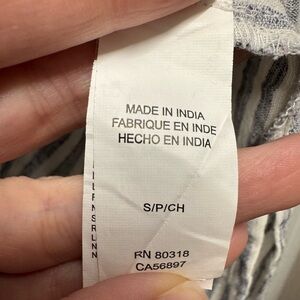 MADE IN INDIA
FABRIQUE EN INDE
HECHO EN INDIA
S/P/CH
RN 80318
CA56897